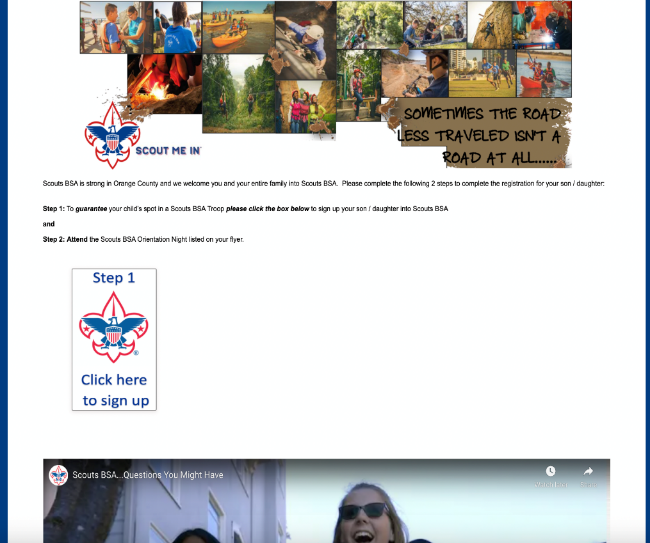 SOMETIMES THE ROAD
LESS TRAVELED ISN'T A
ROAD AT ALL......
SCOUT ME IN
Scouts BSA is strong in Orange County and we welcome you and your entire family into Scouts BSA.  Please complete the following 2 steps to complete the registration for your son / daughter:
Step 1: To guarantee your child's spot in a Scouts BSA Troop please click the box below to sign up your son / daughter into Scouts BSA
and
Step 2: Attend the Scouts BSA Orientation Night listed on your flyer.
Step 1
®
Click here
to sign up
Scouts BSA...Questions You Might Have